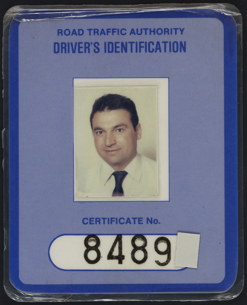 ROAD TRAFFIC AUTHORITY
DRIVER'S IDENTIFICATION
CERTIFICATE No.
8489